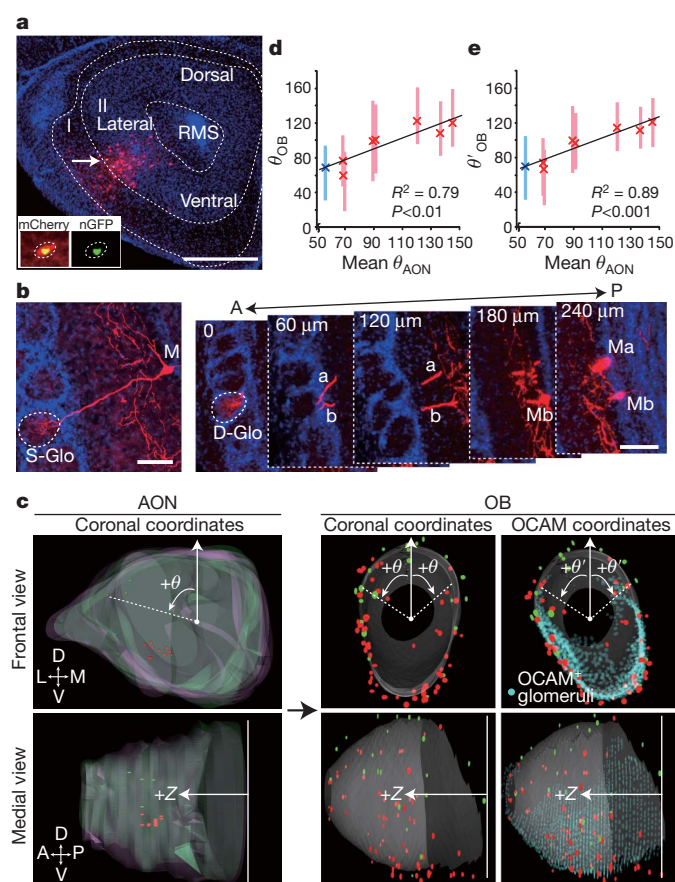 a
Dorsal
I
II
Lateral
RMS
Ventral
mCherry
nGFP
d
θOB
160
120
80
40
0
R² = 0.79
P<0.01
50 70 90 110 130 150
Mean θAON
e
θ′OB
160
120
80
40
0
R² = 0.89
P<0.001
50 70 90 110 130 150
Mean θAON
b
M
S-Glo
A
P
0
D-Glo
60 μm
a
b
120 μm
a
b
180 μm
Mb
240 μm
Ma
Mb
c
AON
OB
Coronal coordinates
Coronal coordinates
OCAM coordinates
Frontal view
+θ
D
L M
V
+θ +θ
+θ′ +θ′
OCAM+
glomeruli
Medial view
+Z
D
A P
V
+Z
+Z